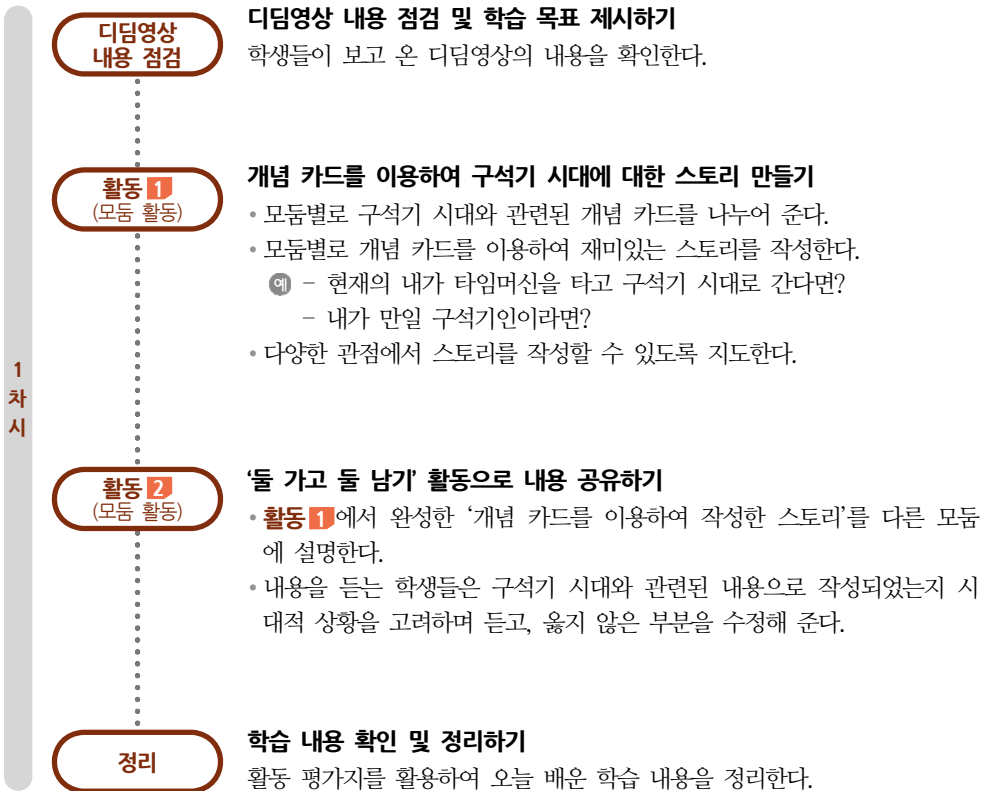 1
차
시
디딤영상
내용 점검
디딤영상 내용 점검 및 학습 목표 제시하기
학생들이 보고 온 디딤영상의 내용을 확인한다.
활동 1
(모둠 활동)
개념 카드를 이용하여 구석기 시대에 대한 스토리 만들기
• 모둠별로 구석기 시대와 관련된 개념 카드를 나누어 준다.
• 모둠별로 개념 카드를 이용하여 재미있는 스토리를 작성한다.
예 - 현재의 내가 타임머신을 타고 구석기 시대로 간다면?
- 내가 만일 구석기인이라면?
• 다양한 관점에서 스토리를 작성할 수 있도록 지도한다.
활동 2
(모둠 활동)
‘둘 가고 둘 남기’ 활동으로 내용 공유하기
• 활동 1에서 완성한 ‘개념 카드를 이용하여 작성한 스토리’를 다른 모둠
에 설명한다.
• 내용을 듣는 학생들은 구석기 시대와 관련된 내용으로 작성되었는지 시
대적 상황을 고려하며 듣고, 옳지 않은 부분을 수정해 준다.
정리
학습 내용 확인 및 정리하기
활동 평가지를 활용하여 오늘 배운 학습 내용을 정리한다.